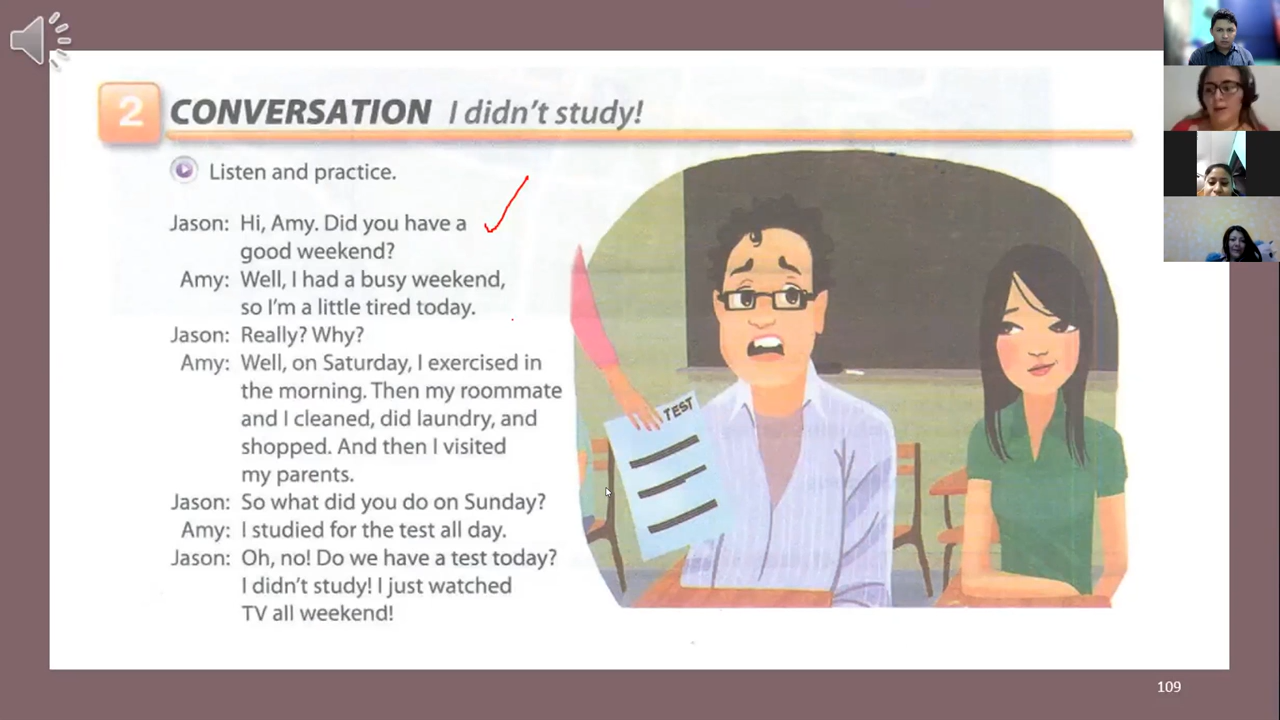 2 CONVERSATION I didn't study!
Listen and practice.
Jason: Hi, Amy. Did you have a
good weekend?
Amy: Well, I had a busy weekend,
so I'm a little tired today.
Jason: Really? Why?
Amy: Well, on Saturday, I exercised in
the morning. Then my roommate
and I cleaned, did laundry, and
shopped. And then I visited
my parents.
Jason: So what did you do on Sunday?
Amy: I studied for the test all day.
Jason: Oh, no! Do we have a test today?
I didn't study! I just watched
TV all weekend!
TEST
109